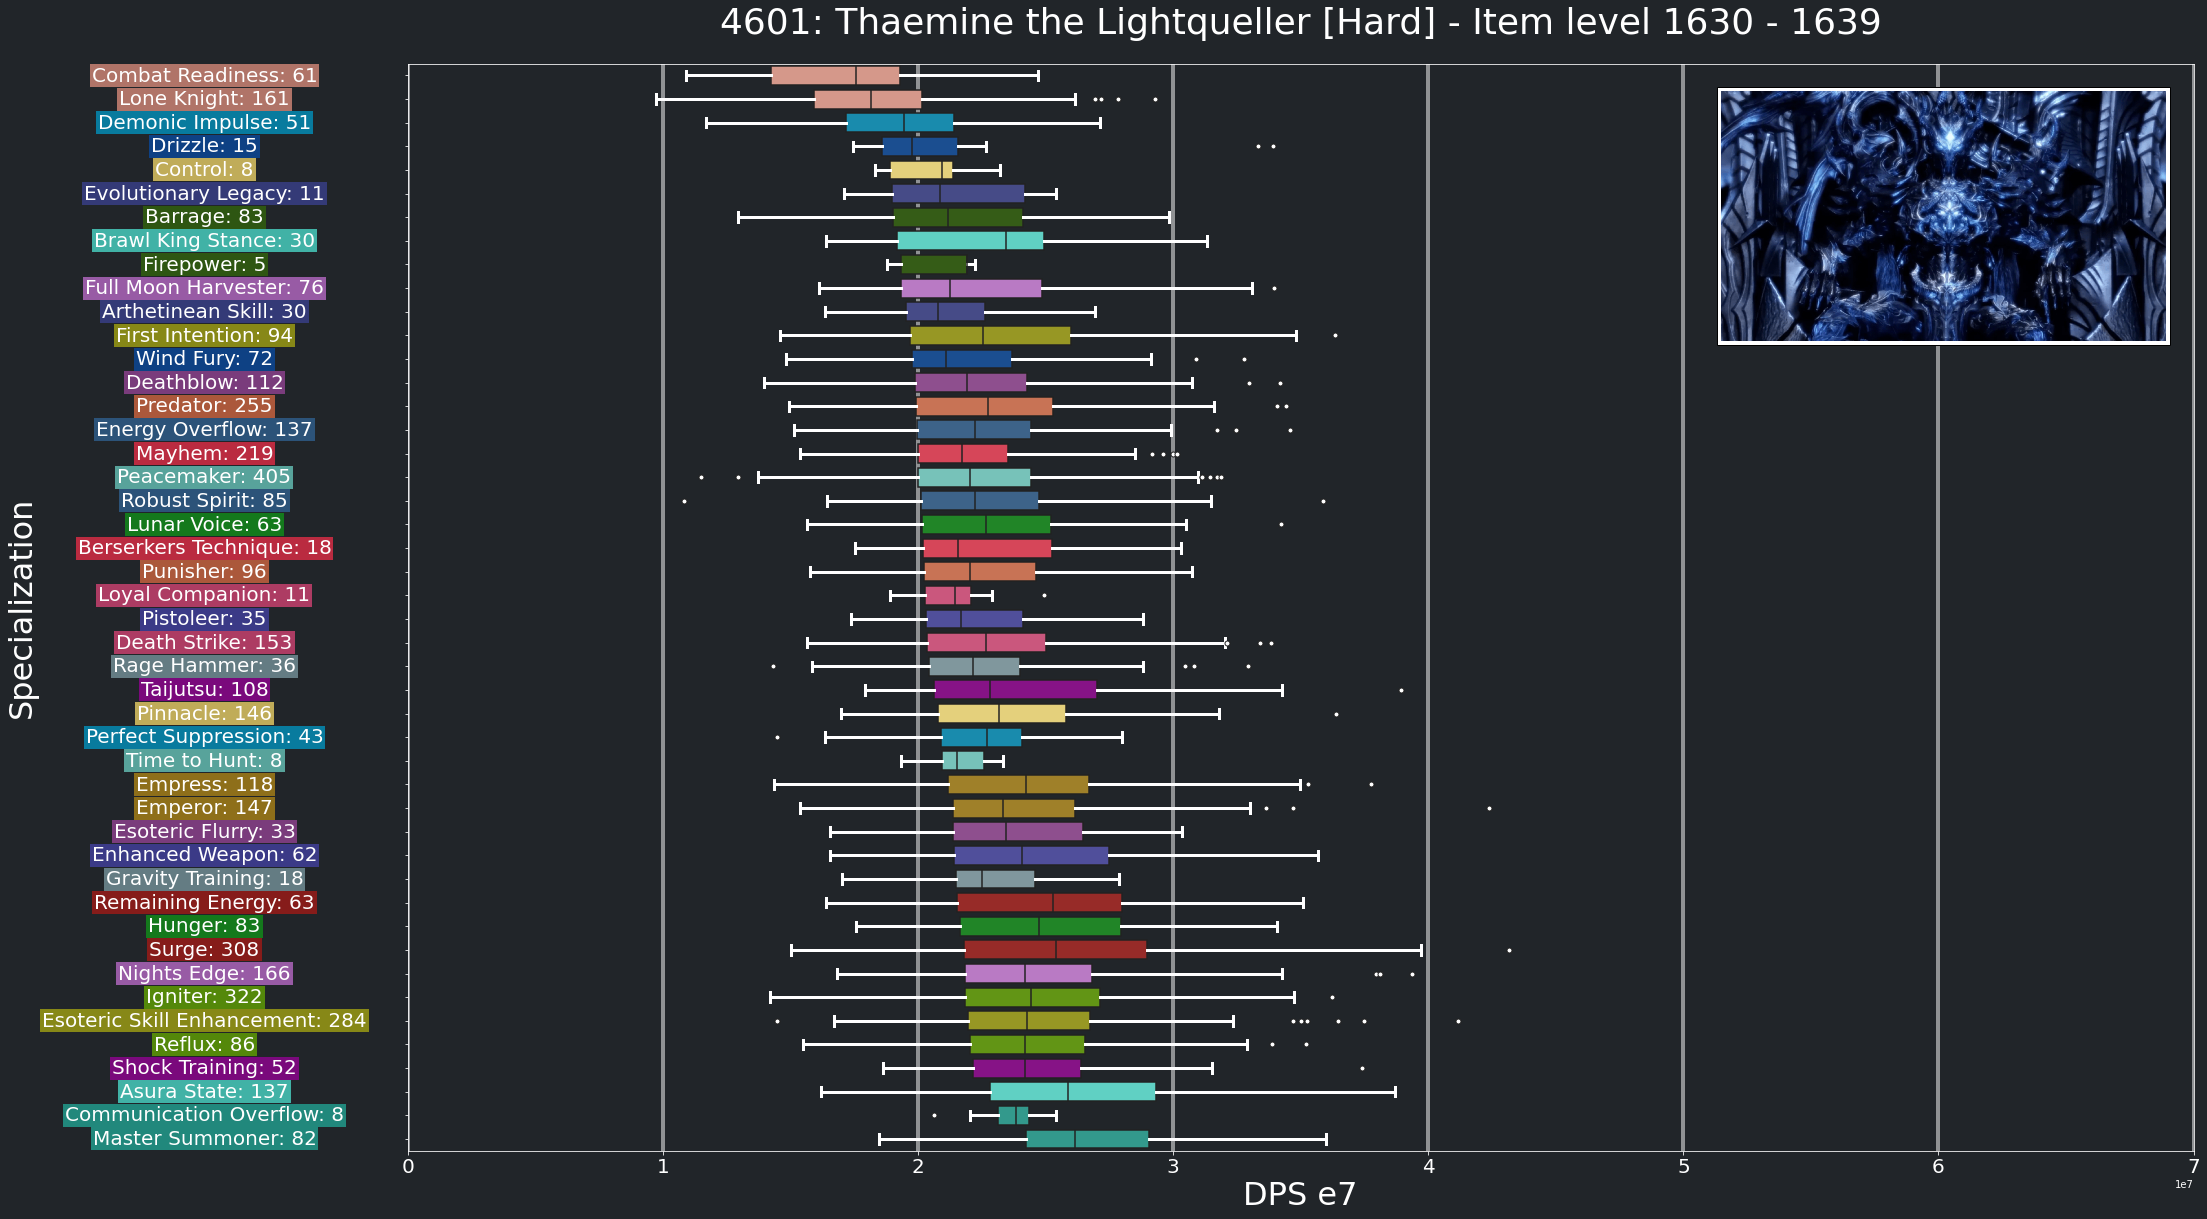 4601: Thaemine the Lightqueller [Hard] - Item level 1630 - 1639
Combat Readiness: 61
Lone Knight: 161
Demonic Impulse: 51
Drizzle: 15
Control: 8
Evolutionary Legacy: 11
Barrage: 83
Brawl King Stance: 30
Firepower: 5
Full Moon Harvester: 76
Arthetinean Skill: 30
First Intention: 94
Wind Fury: 72
Deathblow: 112
Predator: 255
Energy Overflow: 137
Mayhem: 219
Peacemaker: 405
Robust Spirit: 85
Lunar Voice: 63
Berserkers Technique: 18
Punisher: 96
Loyal Companion: 11
Pistoleer: 35
Death Strike: 153
Rage Hammer: 36
Taijutsu: 108
Pinnacle: 146
Perfect Suppression: 43
Time to Hunt: 8
Empress: 118
Emperor: 147
Esoteric Flurry: 33
Enhanced Weapon: 62
Gravity Training: 18
Remaining Energy: 63
Hunger: 83
Surge: 308
Nights Edge: 166
Igniter: 322
Esoteric Skill Enhancement: 284
Reflux: 86
Shock Training: 52
Asura State: 137
Communication Overflow: 8
Master Summoner: 82
Specialization
0 1 2 3 4 5 6 7
1e7
DPS e7